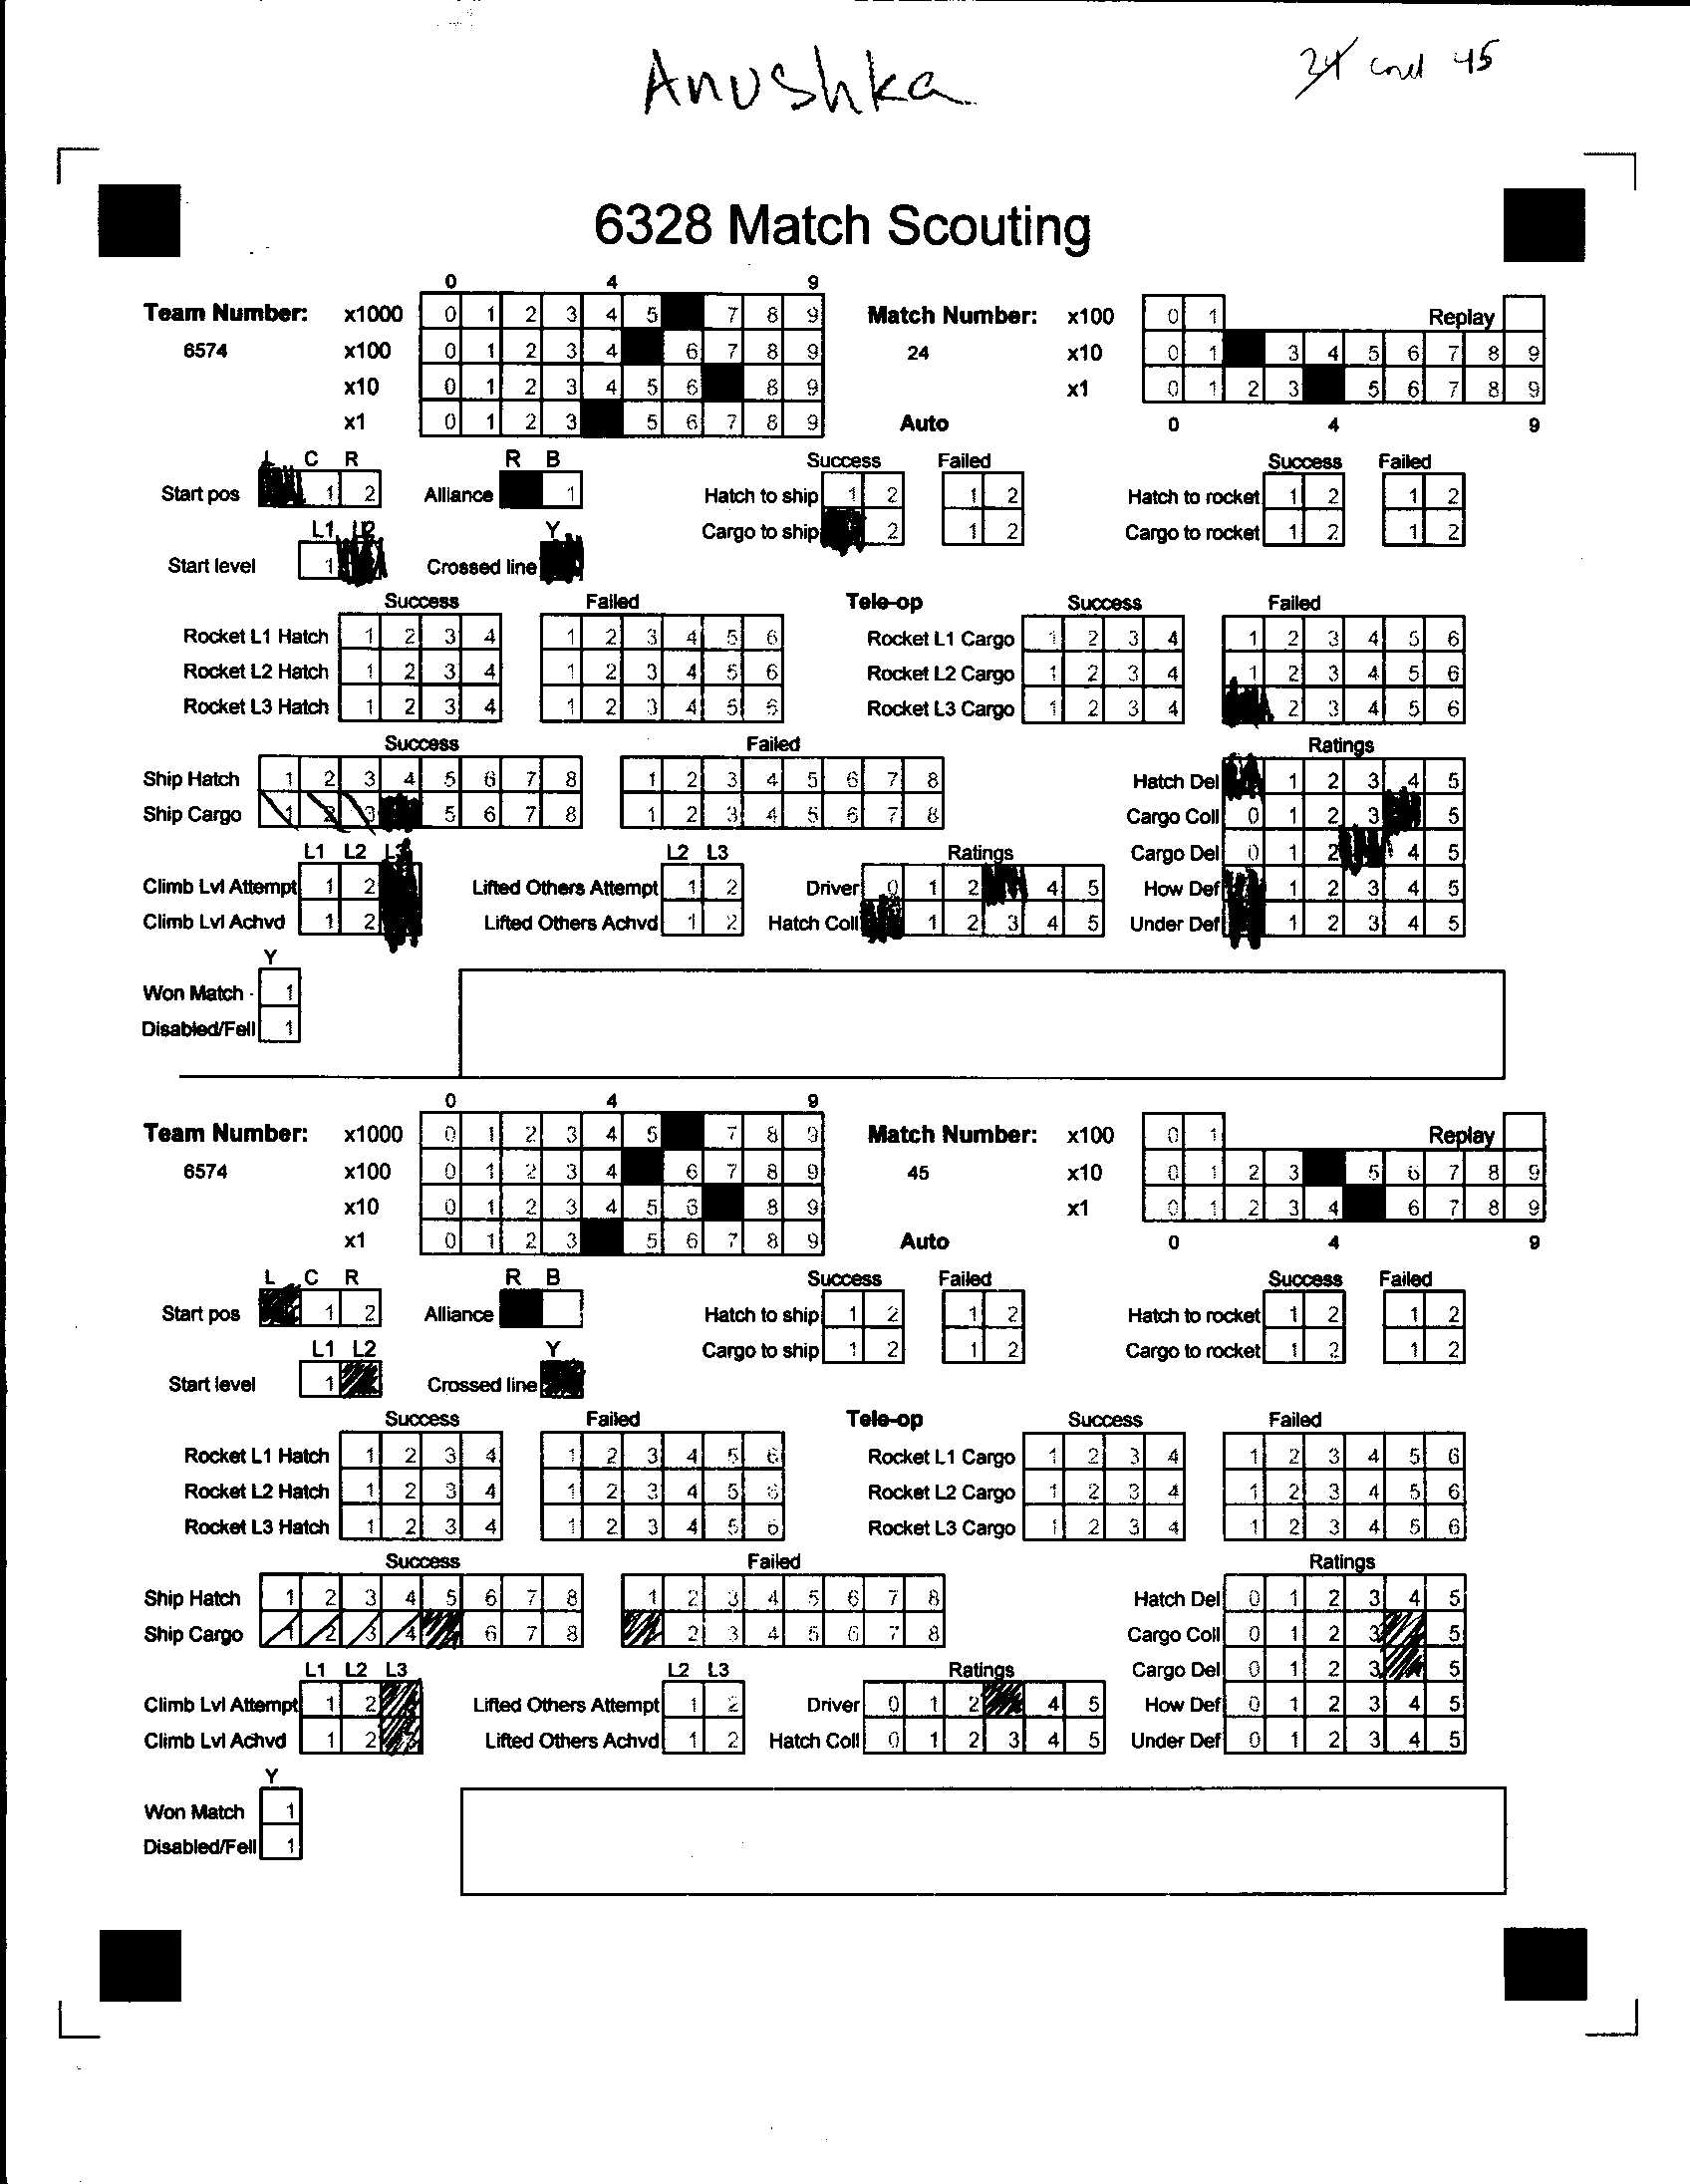 Anushka
24 and 45
6328 Match Scouting
0 4 9
Team Number: x1000 0 1 2 3 4 5 7 8 9 Match Number: x100 0 1 Replay
6574 x100 0 1 2 3 4 6 7 8 9 24 x10 0 1 3 4 5 6 7 8 9
x10 0 1 2 3 4 5 6 8 9 x1 0 1 2 3 5 6 7 8 9
x1 0 1 2 3 5 6 7 8 9 Auto 0 4 9
L C R R B Success Failed Success Failed
Start pos 1 2 Alliance 1 Hatch to ship 1 2 1 2 Hatch to rocket 1 2 1 2
L1 L2 Y Cargo to ship 2 1 2 Cargo to rocket 1 2 1 2
Start level 1 Crossed line
Success Failed Tele-op Success Failed
Rocket L1 Hatch 1 2 3 4 1 2 3 4 5 6 Rocket L1 Cargo 1 2 3 4 1 2 3 4 5 6
Rocket L2 Hatch 1 2 3 4 1 2 3 4 5 6 Rocket L2 Cargo 1 2 3 4 1 2 3 4 5 6
Rocket L3 Hatch 1 2 3 4 1 2 3 4 5 6 Rocket L3 Cargo 1 2 3 4 2 3 4 5 6
Success Failed Ratings
Ship Hatch 1 2 3 4 5 6 7 8 1 2 3 4 5 6 7 8 Hatch Del 1 2 3 4 5
Ship Cargo 1 2 3 5 6 7 8 1 2 3 4 5 6 7 8 Cargo Coll 0 1 2 3 5
L1 L2 L3 L2 L3 Ratings Cargo Del 0 1 2 4 5
Climb Lvl Attempt 1 2 Lifted Others Attempt 1 2 Driver 0 1 2 4 5 How Def 1 2 3 4 5
Climb Lvl Achvd 1 2 Lifted Others Achvd 1 2 Hatch Coll 1 2 3 4 5 Under Def 1 2 3 4 5
Y
Won Match 1
Disabled/Fell 1
0 4 9
Team Number: x1000 0 1 2 3 4 5 7 8 9 Match Number: x100 0 1 Replay
6574 x100 0 1 2 3 4 6 7 8 9 45 x10 0 1 2 3 5 6 7 8 9
x10 0 1 2 3 4 5 6 8 9 x1 0 1 2 3 4 6 7 8 9
x1 0 1 2 3 5 6 7 8 9 Auto 0 4 9
L C R R B Success Failed Success Failed
Start pos 1 2 Alliance Hatch to ship 1 2 1 2 Hatch to rocket 1 2 1 2
L1 L2 Y Cargo to ship 1 2 1 2 Cargo to rocket 1 2 1 2
Start level 1 Crossed line
Success Failed Tele-op Success Failed
Rocket L1 Hatch 1 2 3 4 1 2 3 4 5 6 Rocket L1 Cargo 1 2 3 4 1 2 3 4 5 6
Rocket L2 Hatch 1 2 3 4 1 2 3 4 5 6 Rocket L2 Cargo 1 2 3 4 1 2 3 4 5 6
Rocket L3 Hatch 1 2 3 4 1 2 3 4 5 6 Rocket L3 Cargo 1 2 3 4 1 2 3 4 5 6
Success Failed Ratings
Ship Hatch 1 2 3 4 5 6 7 8 1 2 3 4 5 6 7 8 Hatch Del 0 1 2 3 4 5
Ship Cargo 1 2 3 4 6 7 8 2 3 4 5 6 7 8 Cargo Coll 0 1 2 3 5
L1 L2 L3 L2 L3 Ratings Cargo Del 0 1 2 3 5
Climb Lvl Attempt 1 2 Lifted Others Attempt 1 2 Driver 0 1 2 4 5 How Def 0 1 2 3 4 5
Climb Lvl Achvd 1 2 Lifted Others Achvd 1 2 Hatch Coll 0 1 2 3 4 5 Under Def 0 1 2 3 4 5
Y
Won Match 1
Disabled/Fell 1